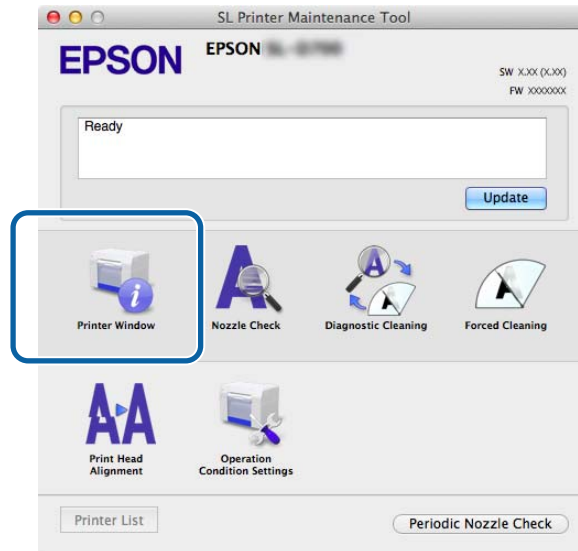 SL Printer Maintenance Tool
EPSON
EPSON
SW X.XX (X.XX)
FW XXXXXXX
Ready
Update
Printer Window
Nozzle Check
Diagnostic Cleaning
Forced Cleaning
Print Head
Alignment
Operation
Condition Settings
Printer List
Periodic Nozzle Check